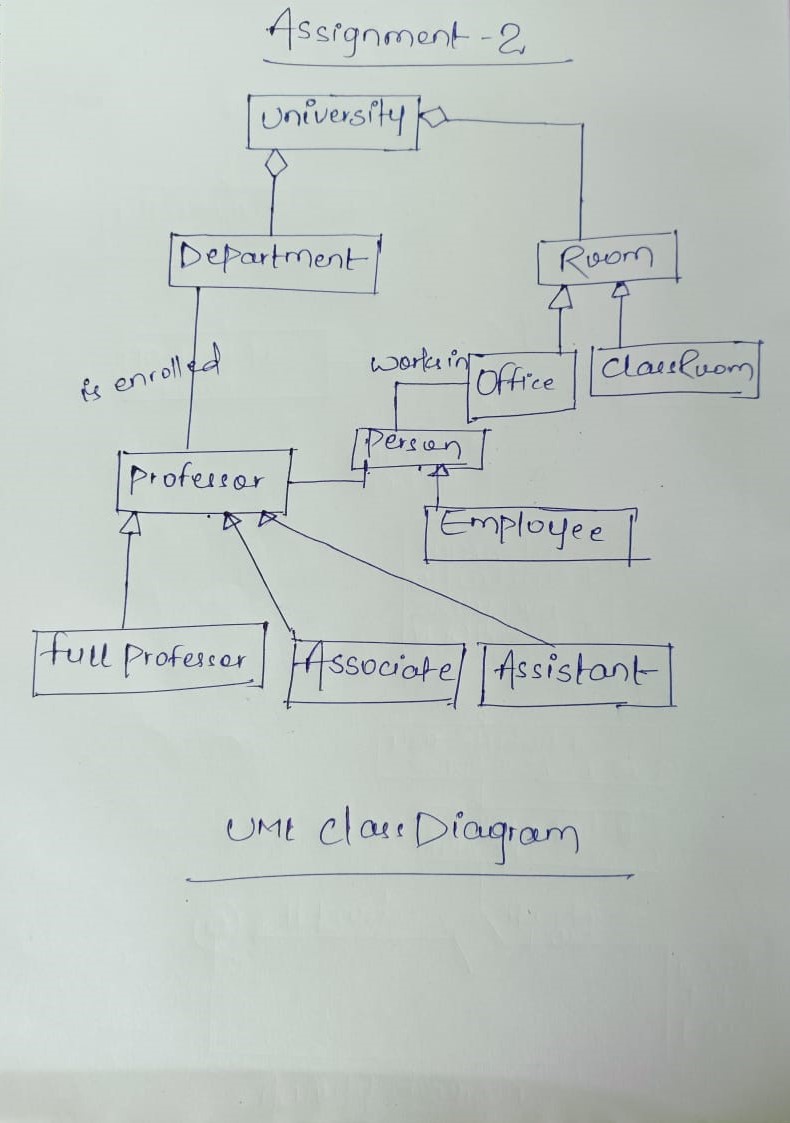 Assignment-2
University
Department
Room
is enrolled
works in
Office
ClassRoom
Person
Professor
Employee
full Professor
Associate
Assistant
UML Class Diagram